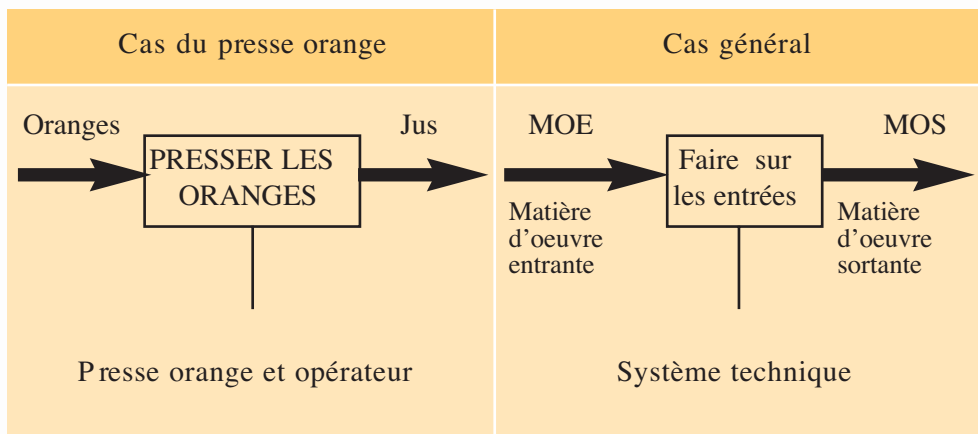 Cas du presse orange
Cas général
Oranges
Jus
PRESSER LES
ORANGES
MOE
MOS
Faire sur
les entrées
Matière
d'oeuvre
entrante
Matière
d'oeuvre
sortante
Presse orange et opérateur
Système technique